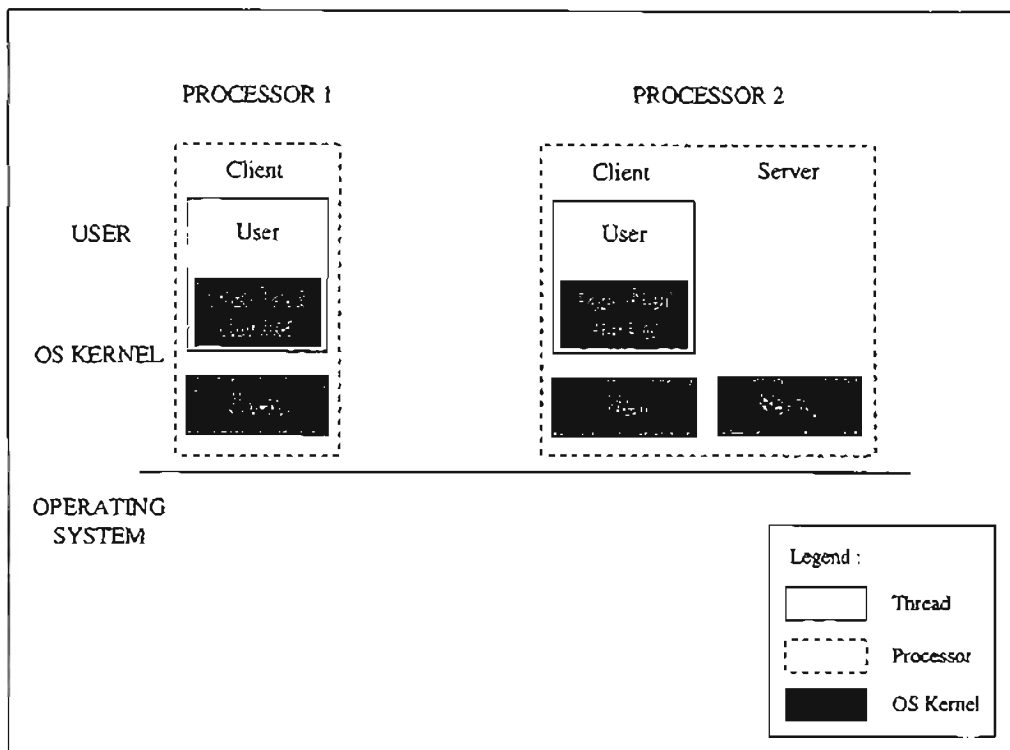 PROCESSOR 1
PROCESSOR 2
Client
Client
Server
USER
User
User
OS KERNEL
OPERATING
SYSTEM
Legend :
Thread
Processor
OS Kernel